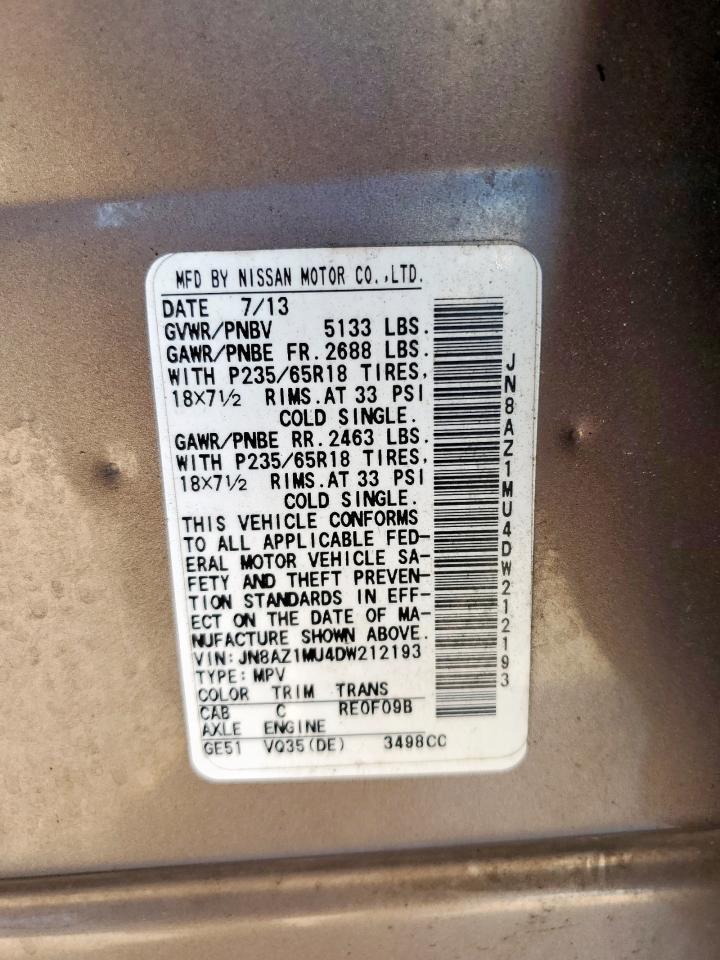 MFD BY NISSAN MOTOR CO.,LTD.
DATE 7/13
GVWR/PNBV 5133 LBS.
GAWR/PNBE FR. 2688 LBS.
WITH P235/65R18 TIRES,
18X7½ RIMS.AT 33 PSI
COLD SINGLE.
GAWR/PNBE RR. 2463 LBS.
WITH P235/65R18 TIRES,
18X7½ RIMS.AT 33 PSI
COLD SINGLE.
THIS VEHICLE CONFORMS
TO ALL APPLICABLE FED-
ERAL MOTOR VEHICLE SA-
FETY AND THEFT PREVEN-
TION STANDARDS IN EFF-
ECT ON THE DATE OF MA-
NUFACTURE SHOWN ABOVE.
VIN: JN8AZ1MU4DW212193
TYPE: MPV
COLOR TRIM TRANS
CAB C RE0F09B
AXLE ENGINE
GE51 VQ35(DE) 3498CC
JN8AZ1MU4DW212193